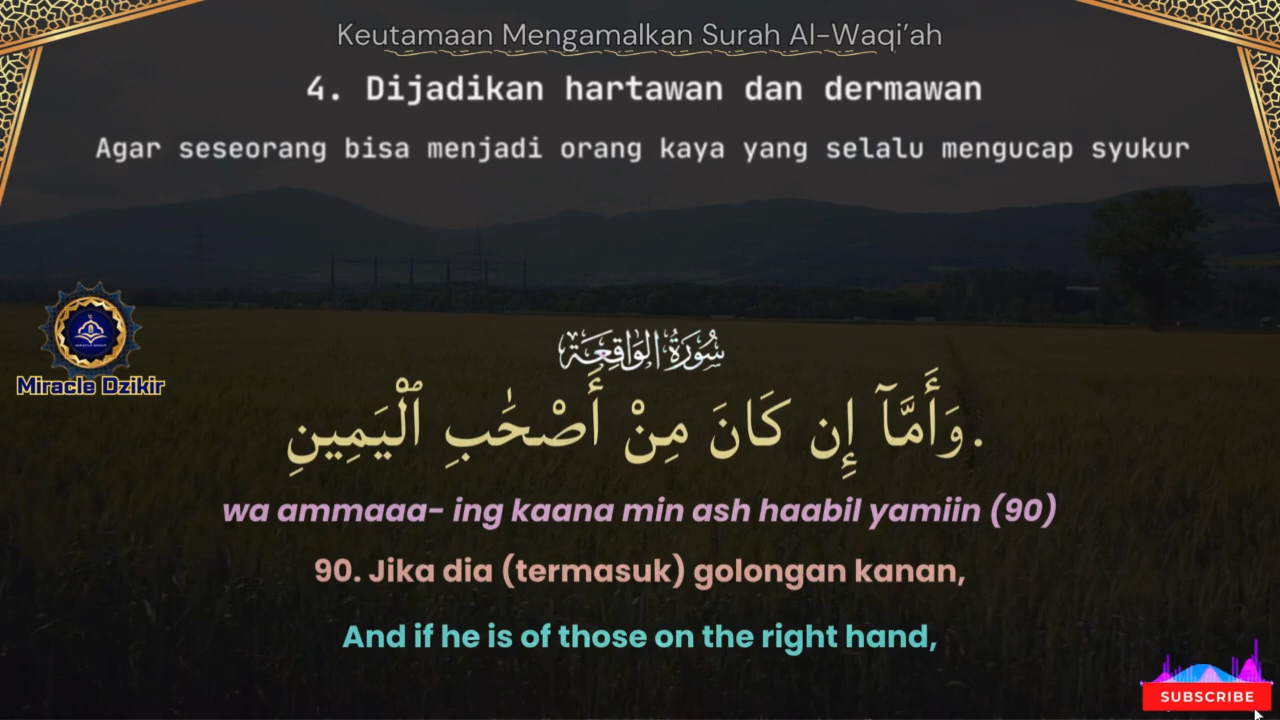 Keutamaan Mengamalkan Surah Al-Waqi’ah
4. Dijadikan hartawan dan dermawan
Agar seseorang bisa menjadi orang kaya yang selalu mengucap syukur
سُورَةُ الوَاقِعَة
وَأَمَّآ إِن كَانَ مِنْ أَصْحَٰبِ ٱلْيَمِينِ.
wa ammaaa- ing kaana min ash haabil yamiin (90)
90. Jika dia (termasuk) golongan kanan,
And if he is of those on the right hand,
Miracle Dzikir
SUBSCRIBE